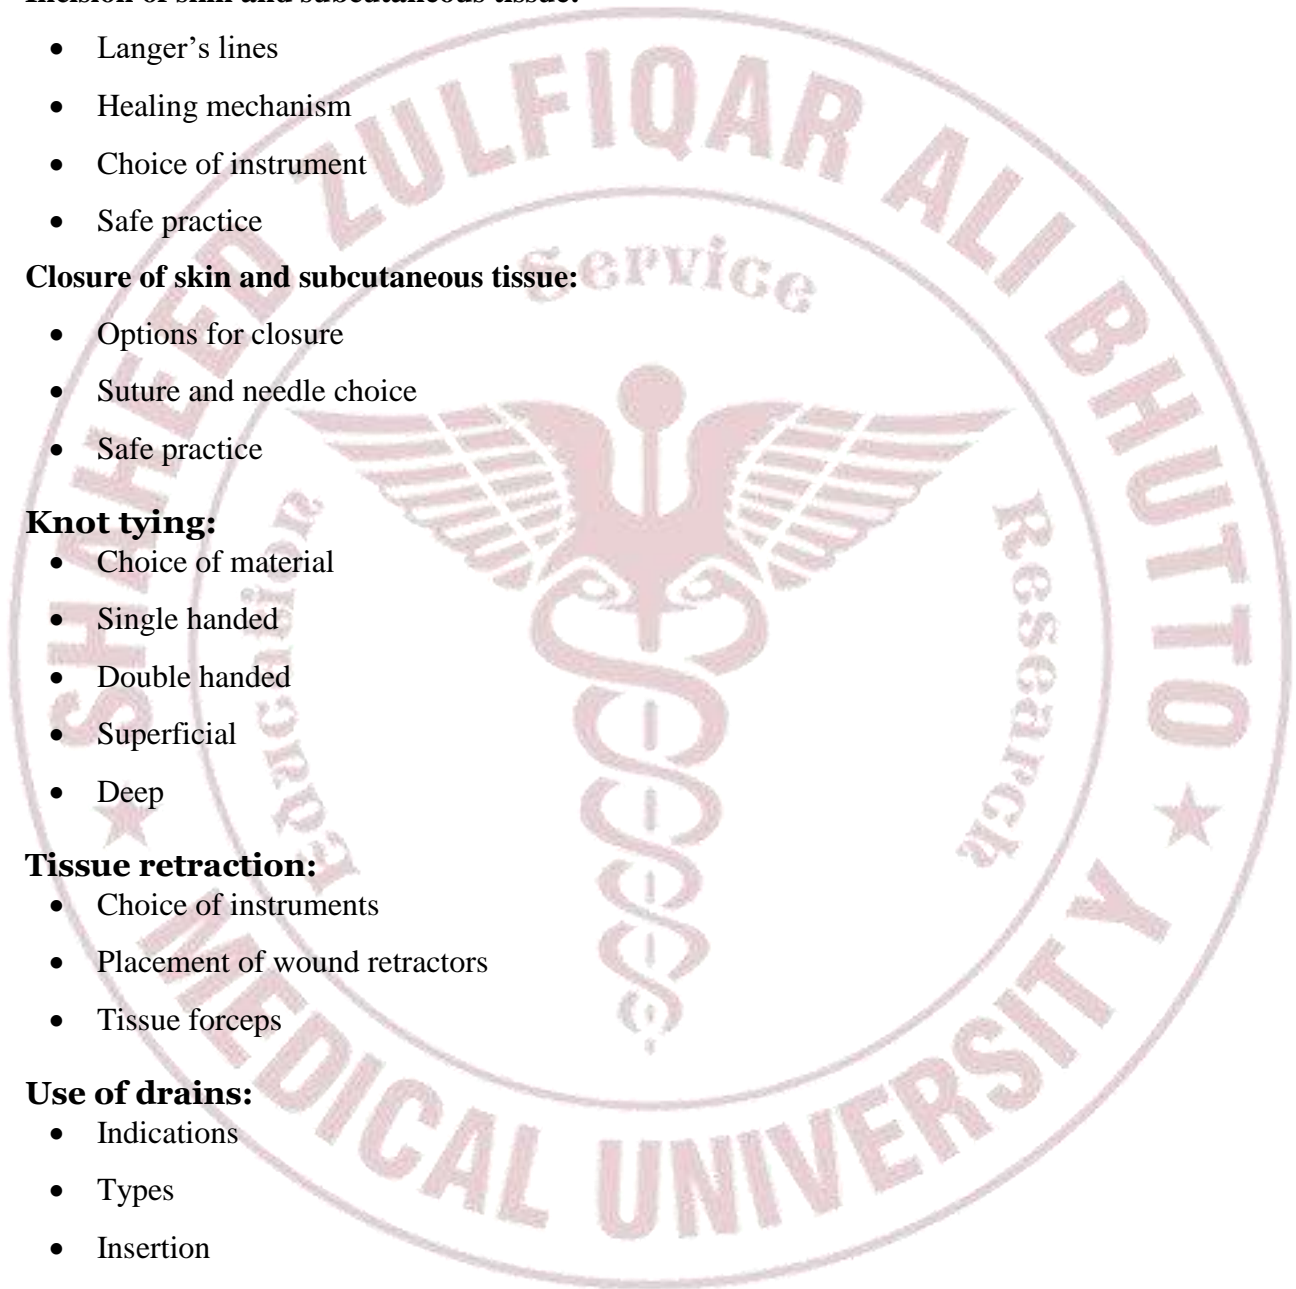 Incision of skin and subcutaneous tissue:
• Langer’s lines
• Healing mechanism
• Choice of instrument
• Safe practice
Closure of skin and subcutaneous tissue:
• Options for closure
• Suture and needle choice
• Safe practice
Knot tying:
• Choice of material
• Single handed
• Double handed
• Superficial
• Deep
Tissue retraction:
• Choice of instruments
• Placement of wound retractors
• Tissue forceps
Use of drains:
• Indications
• Types
• Insertion
SHAHEED ZULFIQAR ALI BHUTTO
MEDICAL UNIVERSITY
Service
Education
Research